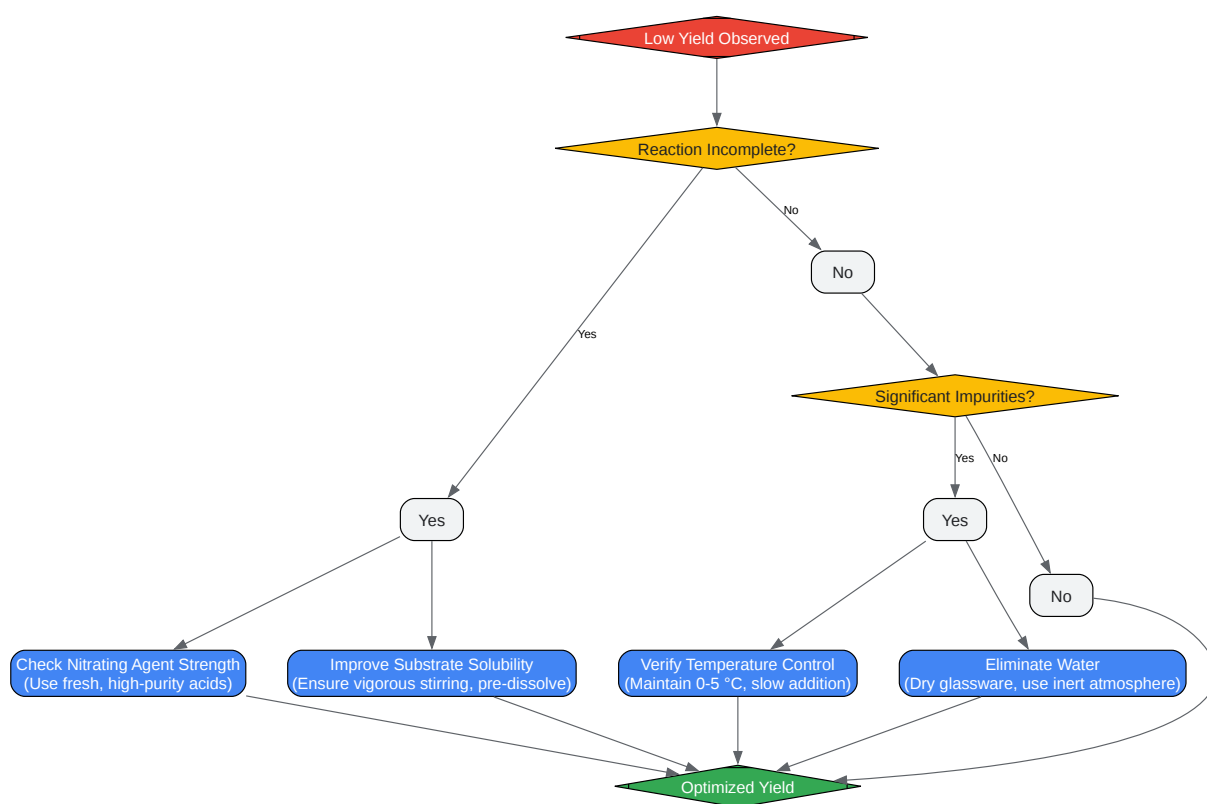 Low Yield Observed
Reaction Incomplete?
No
No
Yes
Significant Impurities?
Yes
No
Yes
Yes
No
Check Nitrating Agent Strength
(Use fresh, high-purity acids)
Improve Substrate Solubility
(Ensure vigorous stirring, pre-dissolve)
Verify Temperature Control
(Maintain 0-5 °C, slow addition)
Eliminate Water
(Dry glassware, use inert atmosphere)
Optimized Yield